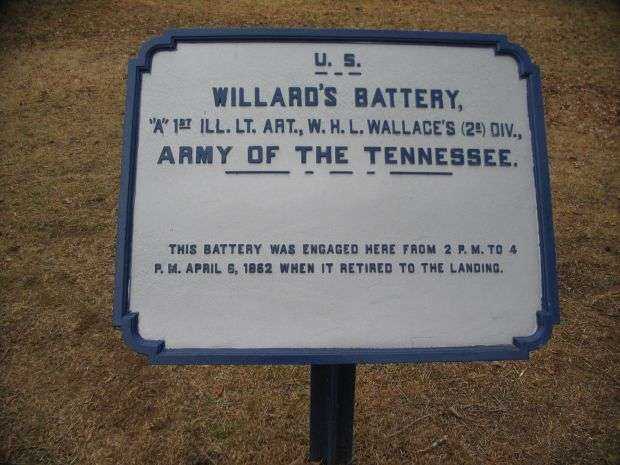 U. S.
WILLARD'S BATTERY,
"A" 1ST ILL. LT. ART., W. H. L. WALLACE'S (2D) DIV.,
ARMY OF THE TENNESSEE.
THIS BATTERY WAS ENGAGED HERE FROM 2 P. M. TO 4
P. M. APRIL 6, 1862 WHEN IT RETIRED TO THE LANDING.